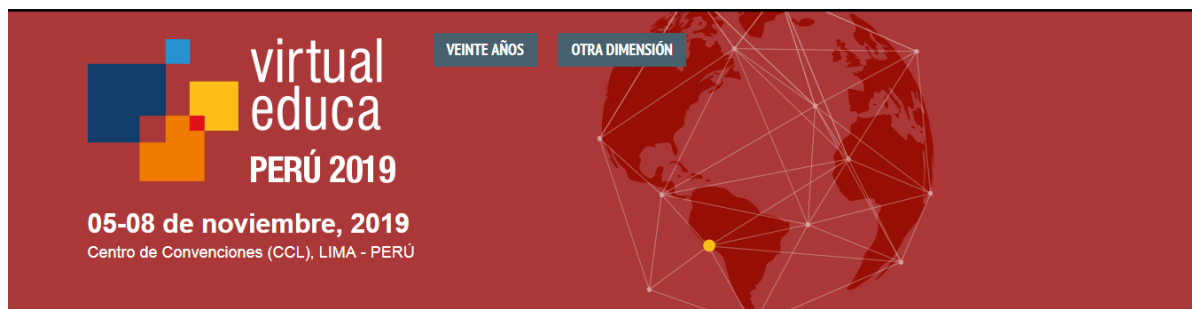 virtual
educa
PERÚ 2019
VEINTE AÑOS
OTRA DIMENSIÓN
05-08 de noviembre, 2019
Centro de Convenciones (CCL), LIMA - PERÚ